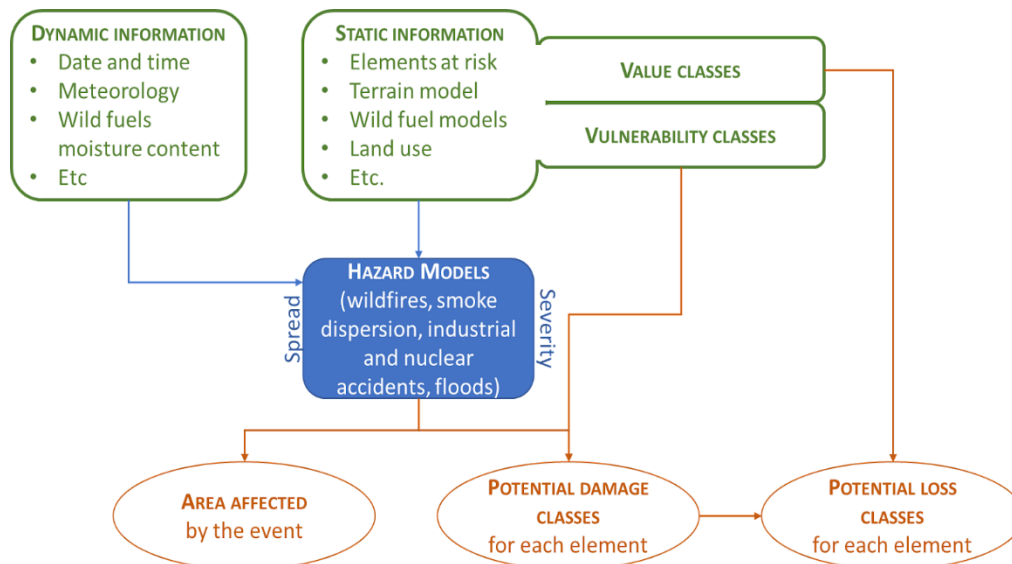 DYNAMIC INFORMATION
• Date and time
• Meteorology
• Wild fuels
moisture content
• Etc
STATIC INFORMATION
• Elements at risk
• Terrain model
• Wild fuel models
• Land use
• Etc.
VALUE CLASSES
VULNERABILITY CLASSES
Spread
HAZARD MODELS
(wildfires, smoke
dispersion, industrial
and nuclear
accidents, floods)
Severity
AREA AFFECTED
by the event
POTENTIAL DAMAGE
CLASSES
for each element
POTENTIAL LOSS
CLASSES
for each element